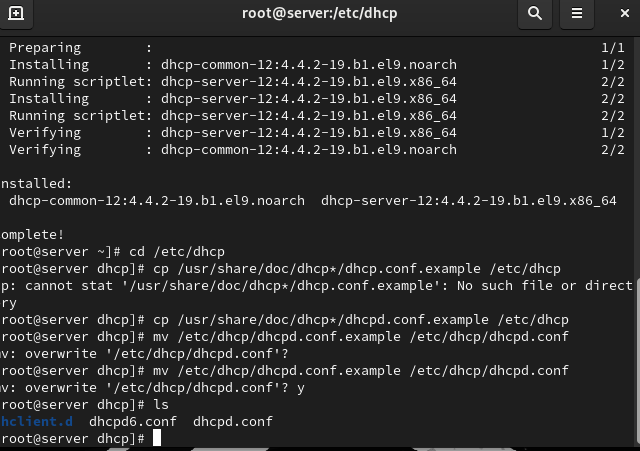 root@server:/etc/dhcp
Preparing : 1/1
Installing : dhcp-common-12:4.4.2-19.b1.el9.noarch 1/2
Running scriptlet: dhcp-server-12:4.4.2-19.b1.el9.x86_64 2/2
Installing : dhcp-server-12:4.4.2-19.b1.el9.x86_64 2/2
Running scriptlet: dhcp-server-12:4.4.2-19.b1.el9.x86_64 2/2
Verifying : dhcp-server-12:4.4.2-19.b1.el9.x86_64 1/2
Verifying : dhcp-common-12:4.4.2-19.b1.el9.noarch 2/2
nstalled:
dhcp-common-12:4.4.2-19.b1.el9.noarch dhcp-server-12:4.4.2-19.b1.el9.x86_64
omplete!
root@server ~]# cd /etc/dhcp
root@server dhcp]# cp /usr/share/doc/dhcp*/dhcp.conf.example /etc/dhcp
p: cannot stat '/usr/share/doc/dhcp*/dhcp.conf.example': No such file or direct
ry
root@server dhcp]# cp /usr/share/doc/dhcp*/dhcpd.conf.example /etc/dhcp
root@server dhcp]# mv /etc/dhcp/dhcpd.conf.example /etc/dhcp/dhcpd.conf
mv: overwrite '/etc/dhcp/dhcpd.conf'?
root@server dhcp]# mv /etc/dhcp/dhcpd.conf.example /etc/dhcp/dhcpd.conf
mv: overwrite '/etc/dhcp/dhcpd.conf'? y
root@server dhcp]# ls
hclient.d dhcpd6.conf dhcpd.conf
root@server dhcp]#